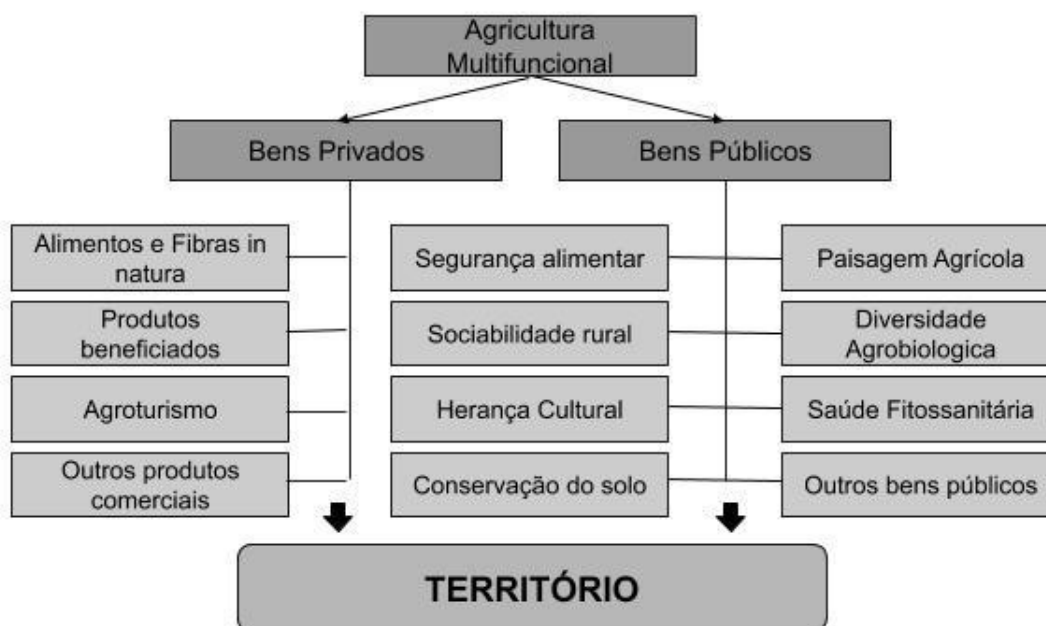 Agricultura
Multifuncional
Bens Privados
Bens Públicos
Alimentos e Fibras in
natura
Segurança alimentar
Paisagem Agrícola
Produtos
beneficiados
Sociabilidade rural
Diversidade
Agrobiologica
Agroturismo
Herança Cultural
Saúde Fitossanitária
Outros produtos
comerciais
Conservação do solo
Outros bens públicos
TERRITÓRIO